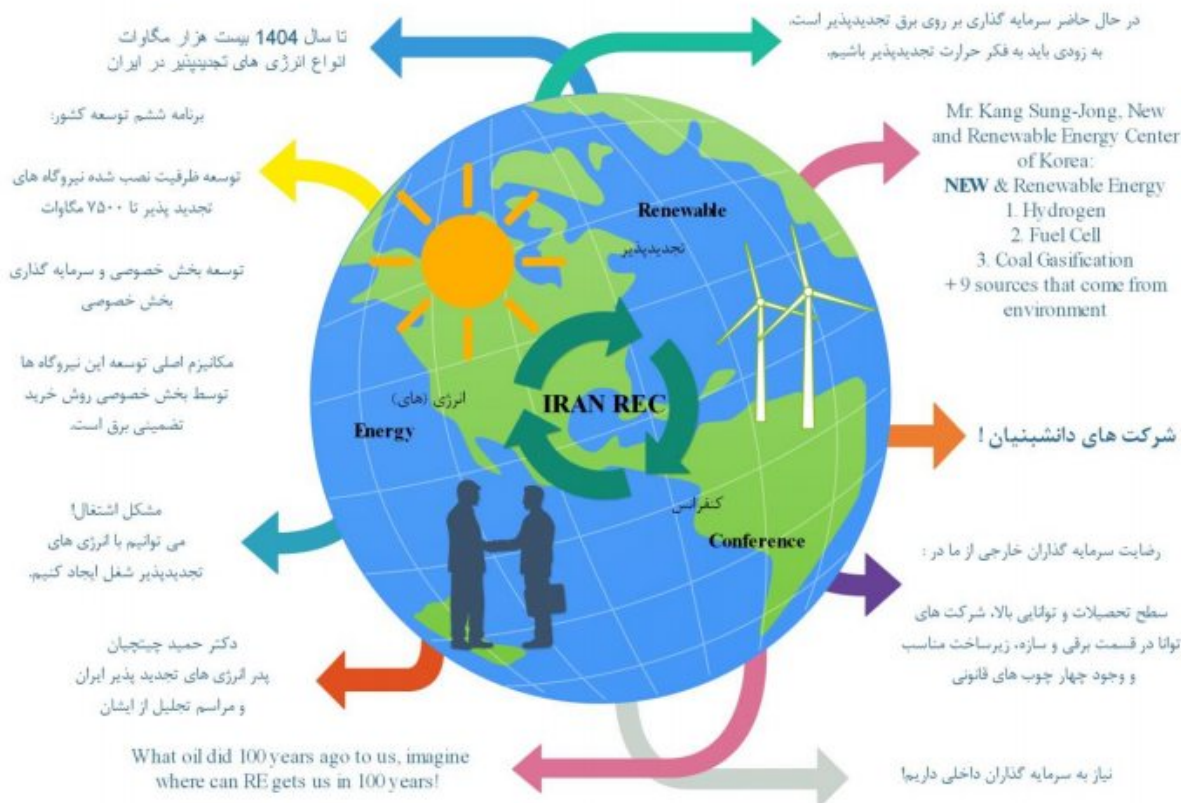 تا سال 1404 بیست هزار مگاوات
انواع انرژی های تجدیدپذیر در ایران
در حال حاضر سرمایه گذاری بر روی برق تجدیدپذیر است.
به زودی باید به فکر حرارت تجدیدپذیر باشیم.
برنامه ششم توسعه کشور:
توسعه ظرفیت نصب شده نیروگاه های
تجدید پذیر تا ۷۵۰۰ مگاوات
توسعه بخش خصوصی و سرمایه گذاری
بخش خصوصی
مکانیزم اصلی توسعه این نیروگاه ها
توسط بخش خصوصی روش خرید
تضمینی برق است.
Mr. Kang Sung-Jong, New
and Renewable Energy Center
of Korea:
NEW & Renewable Energy
1. Hydrogen
2. Fuel Cell
3. Coal Gasification
+9 sources that come from
environment
Renewable
تجدیدپذیر
IRAN REC
انرژی (های)
Energy
کنفرانس
Conference
شرکت های دانشبنیان !
مشکل اشتغال!
می توانیم با انرژی های
تجدیدپذیر شغل ایجاد کنیم.
رضایت سرمایه گذاران خارجی از ما در :
سطح تحصیلات و توانایی بالا، شرکت های
توانا در قسمت برقی و سازه، زیرساخت مناسب
و وجود چهار چوب های قانونی
دکتر حمید چیتچیان
پدر انرژی های تجدید پذیر ایران
و مراسم تجلیل از ایشان
What oil did 100 years ago to us, imagine
where can RE gets us in 100 years!
نیاز به سرمایه گذاران داخلی داریم!